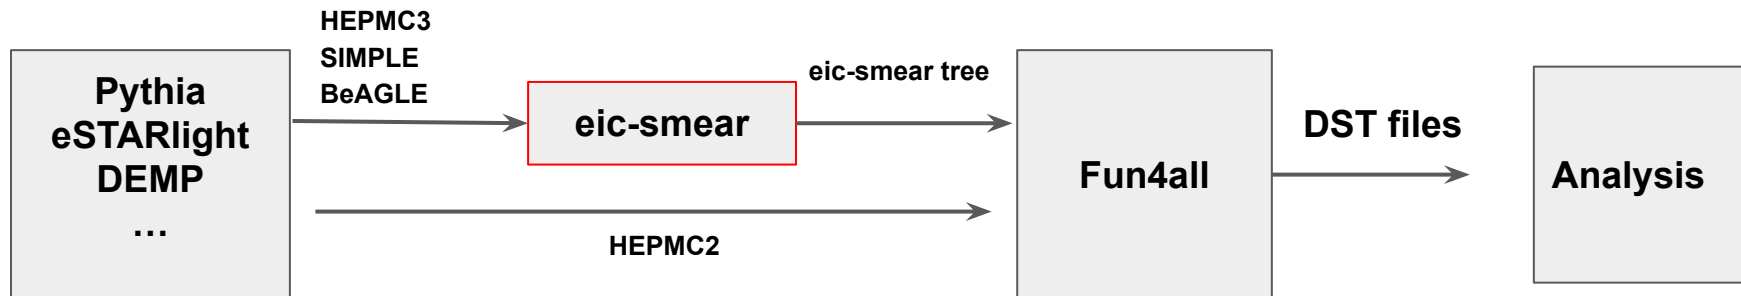 Pythia
eSTARlight
DEMP
...
HEPMC3
SIMPLE
BeAGLE
eic-smear
eic-smear tree
HEPMC2
Fun4all
DST files
Analysis